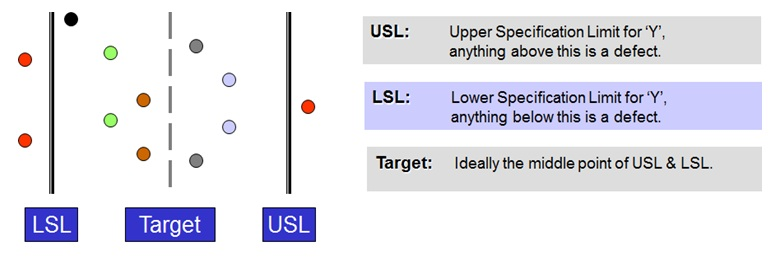 USL: Upper Specification Limit for ‘Y’,
anything above this is a defect.
LSL: Lower Specification Limit for ‘Y’,
anything below this is a defect.
Target: Ideally the middle point of USL & LSL.
LSL Target USL